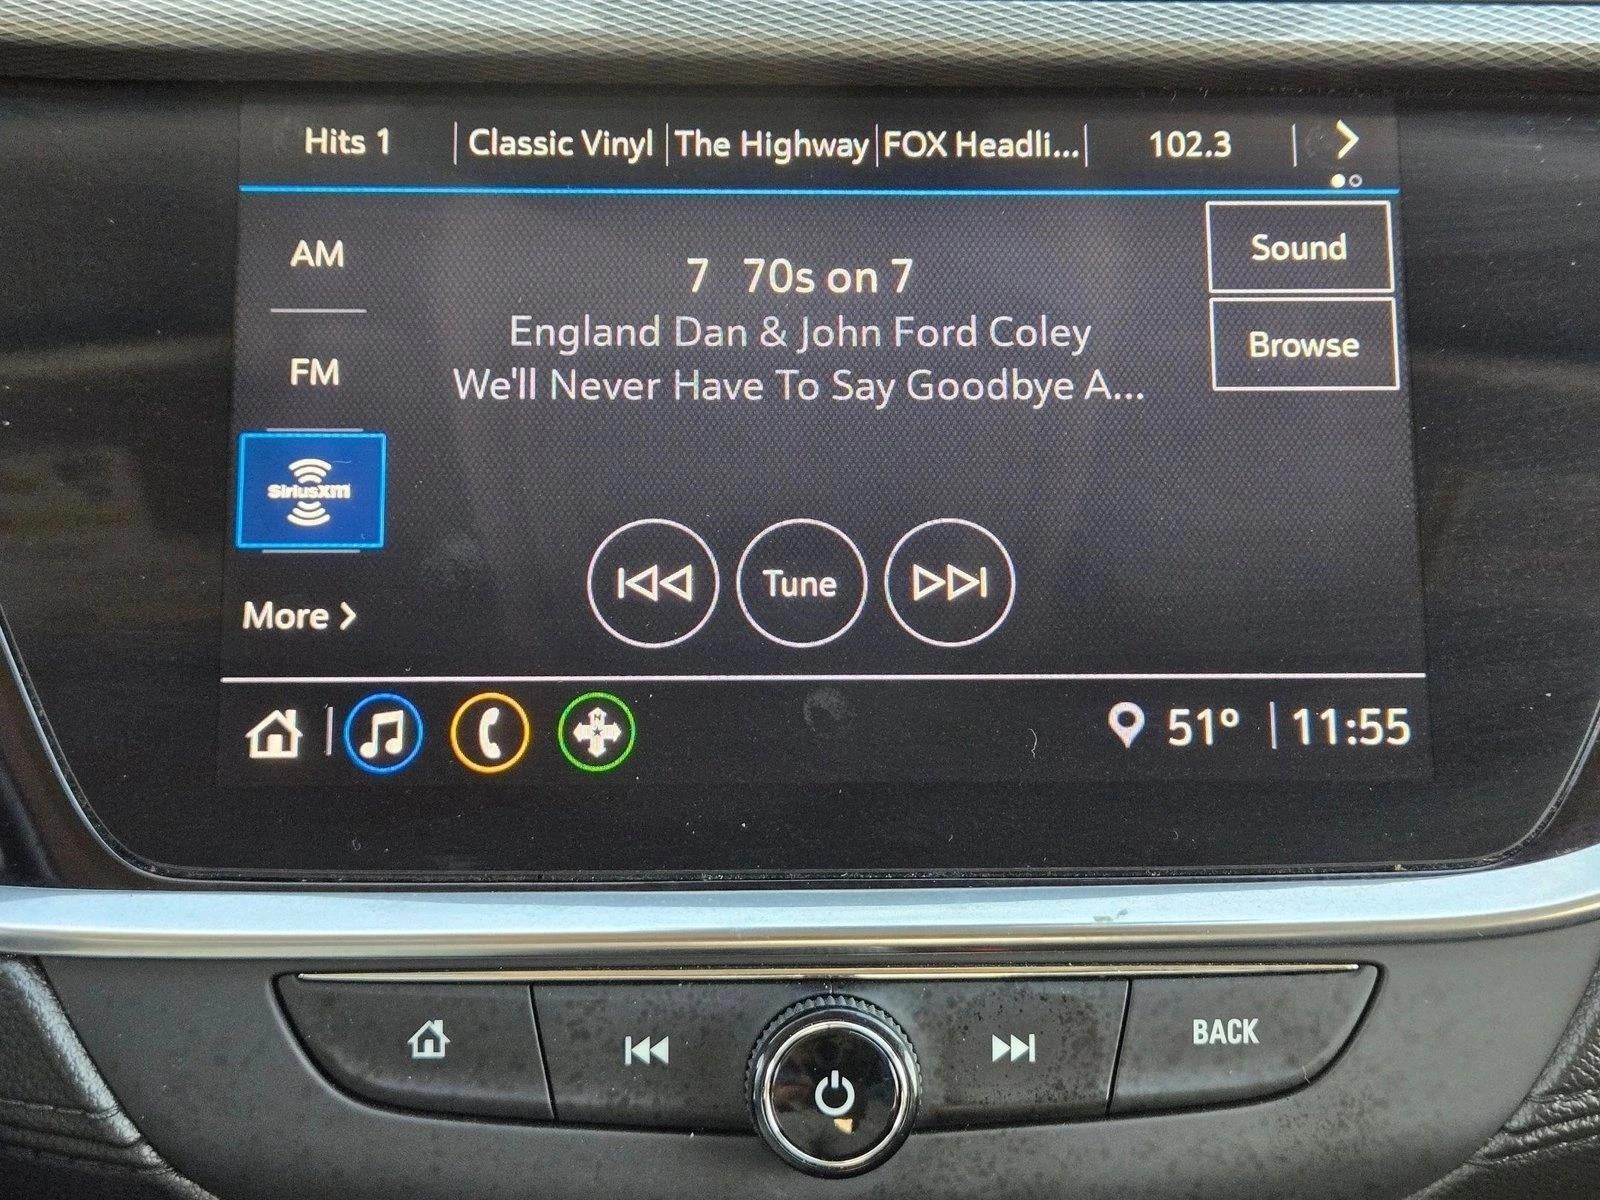 Hits 1 | Classic Vinyl | The Highway | FOX Headli... | 102.3
AM
FM
SiriusXM
More >
7 70s on 7
England Dan & John Ford Coley
We'll Never Have To Say Goodbye A...
Sound
Browse
Tune
N
51° | 11:55
BACK